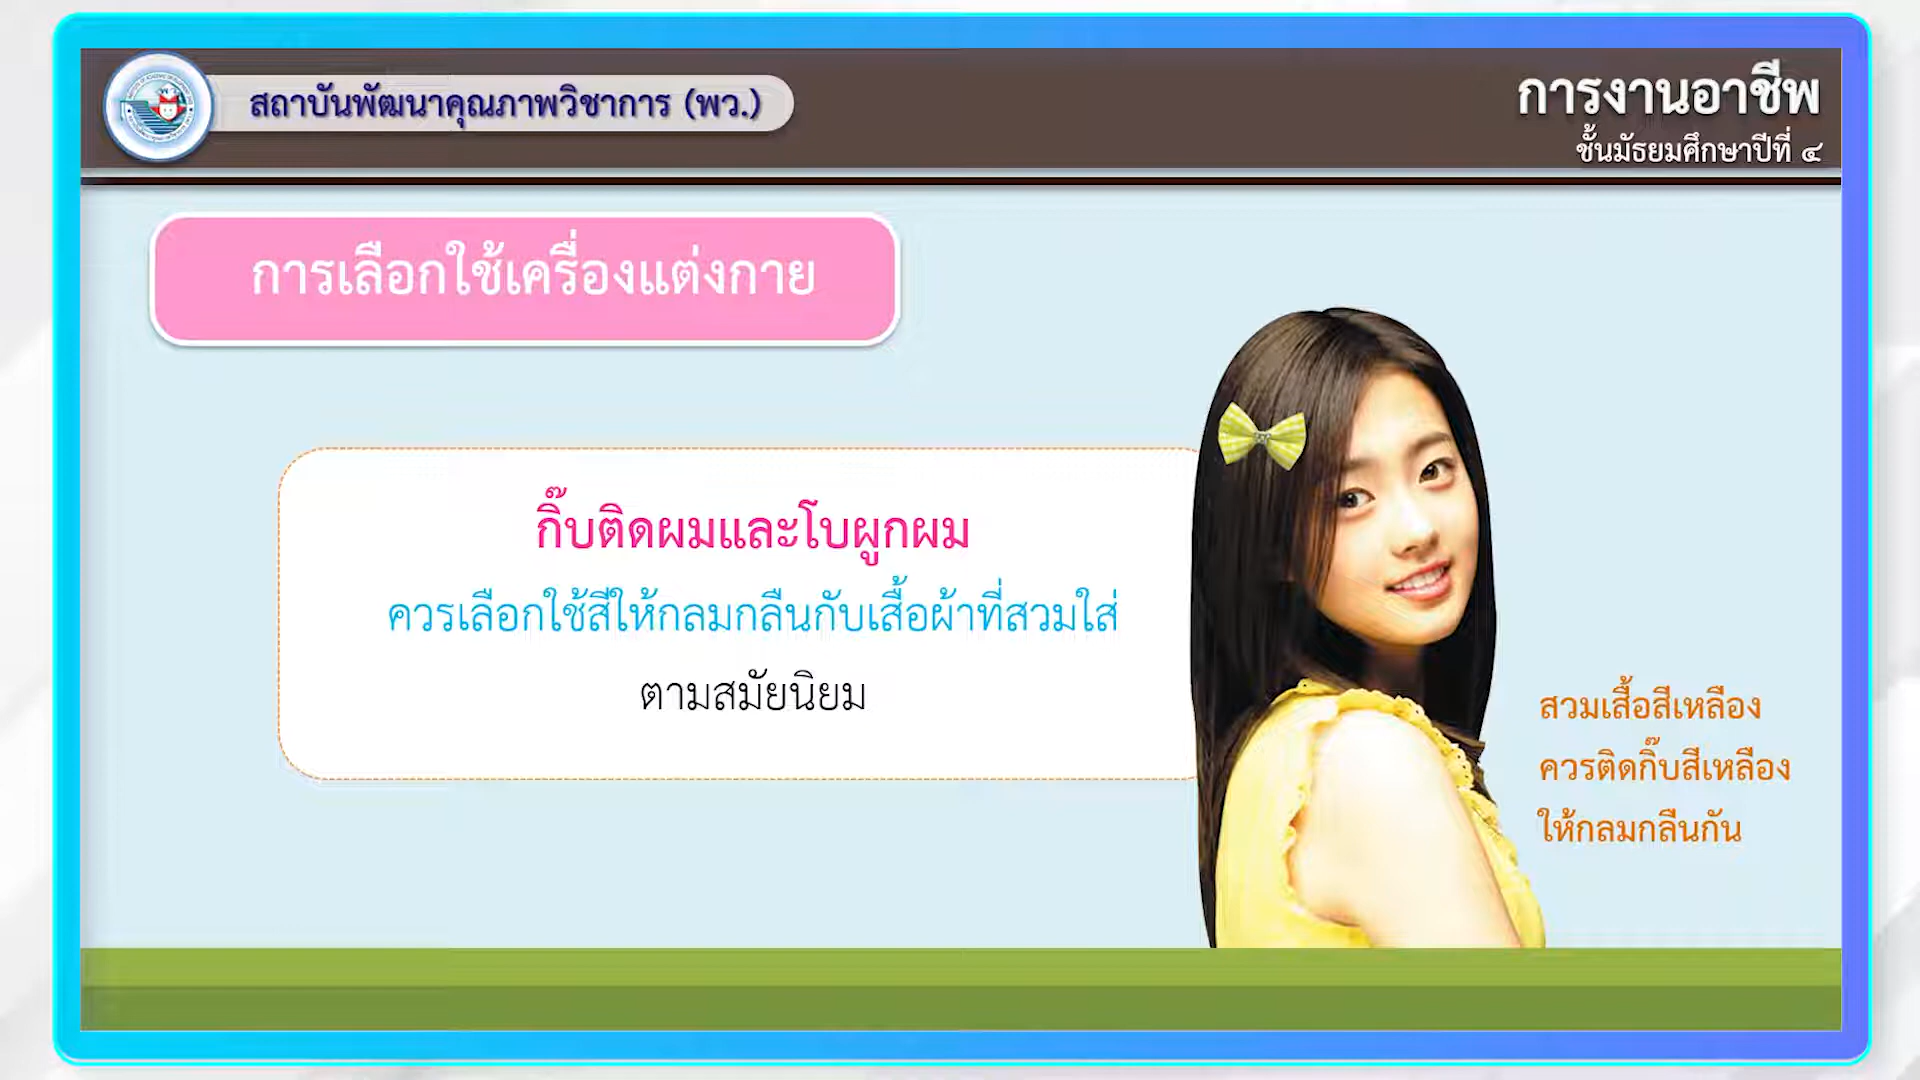 สถาบันพัฒนาคุณภาพวิชาการ (พว.)
การงานอาชีพ
ชั้นมัธยมศึกษาปีที่ ๔
การเลือกใช้เครื่องแต่งกาย
กิ๊บติดผมและโบผูกผม
ควรเลือกใช้สีให้กลมกลืนกับเสื้อผ้าที่สวมใส่
ตามสมัยนิยม
สวมเสื้อสีเหลือง
ควรติดกิ๊บสีเหลือง
ให้กลมกลืนกัน